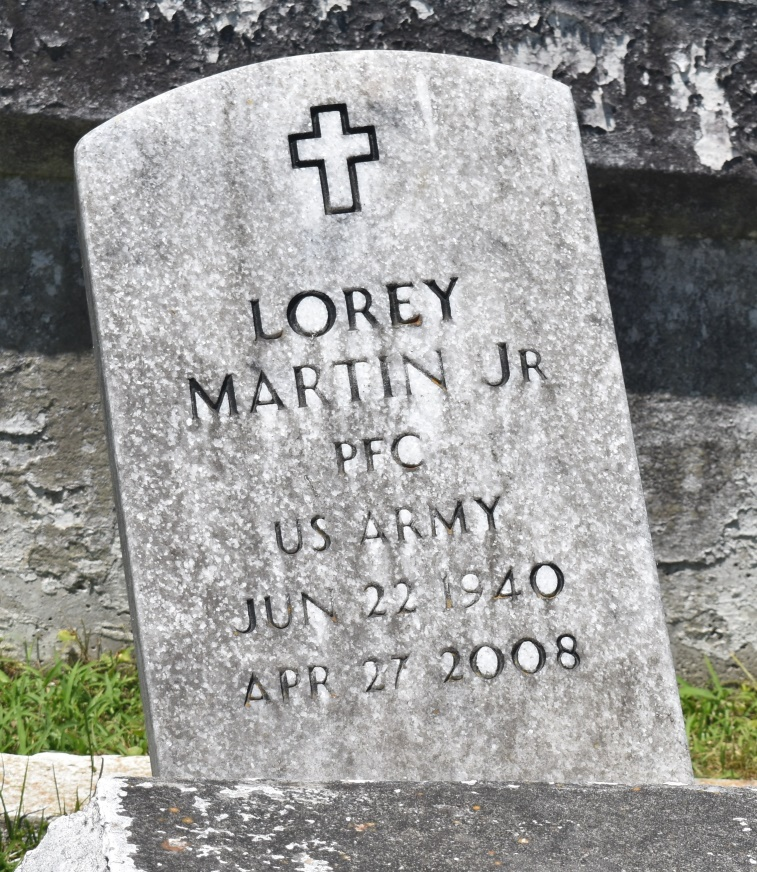 LOREY
MARTIN JR
PFC
US ARMY
JUN 22 1940
APR 27 2008